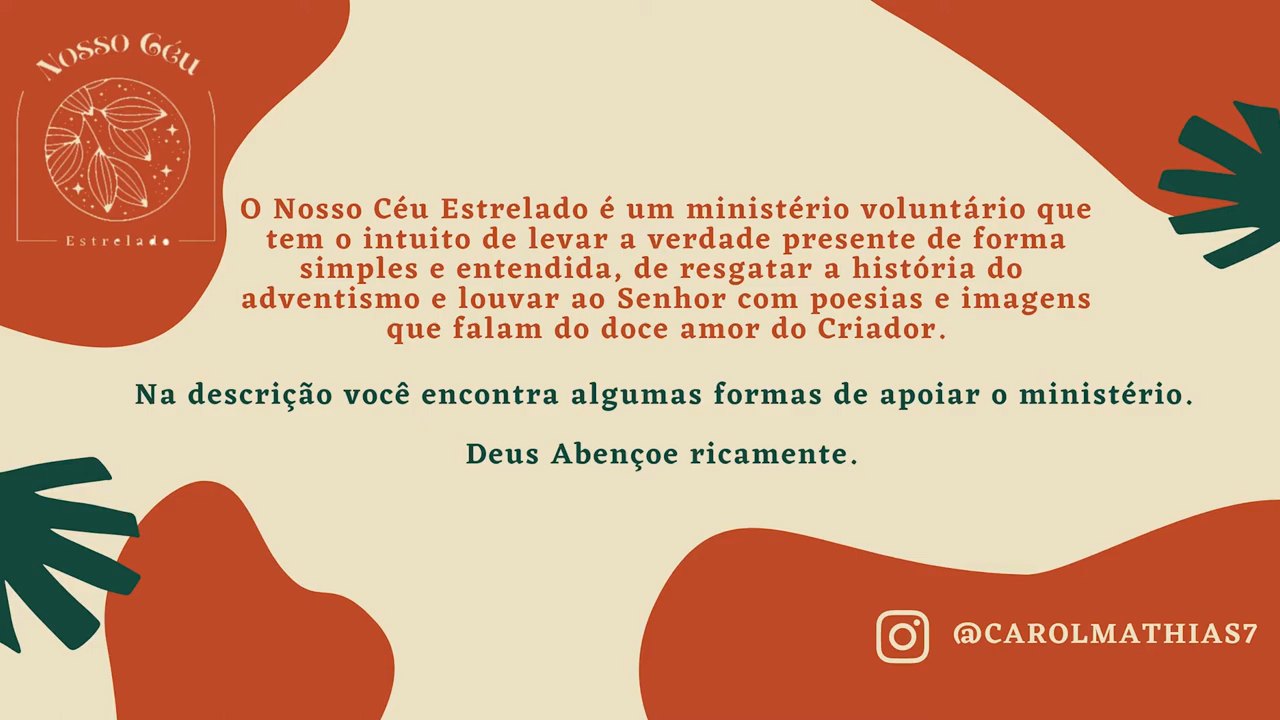 Nosso Céu
Estrelado
O Nosso Céu Estrelado é um ministério voluntário que
tem o intuito de levar a verdade presente de forma
simples e entendida, de resgatar a história do
adventismo e louvar ao Senhor com poesias e imagens
que falam do doce amor do Criador.
Na descrição você encontra algumas formas de apoiar o ministério.
Deus Abençoe ricamente.
@CAROLMATHIAS7